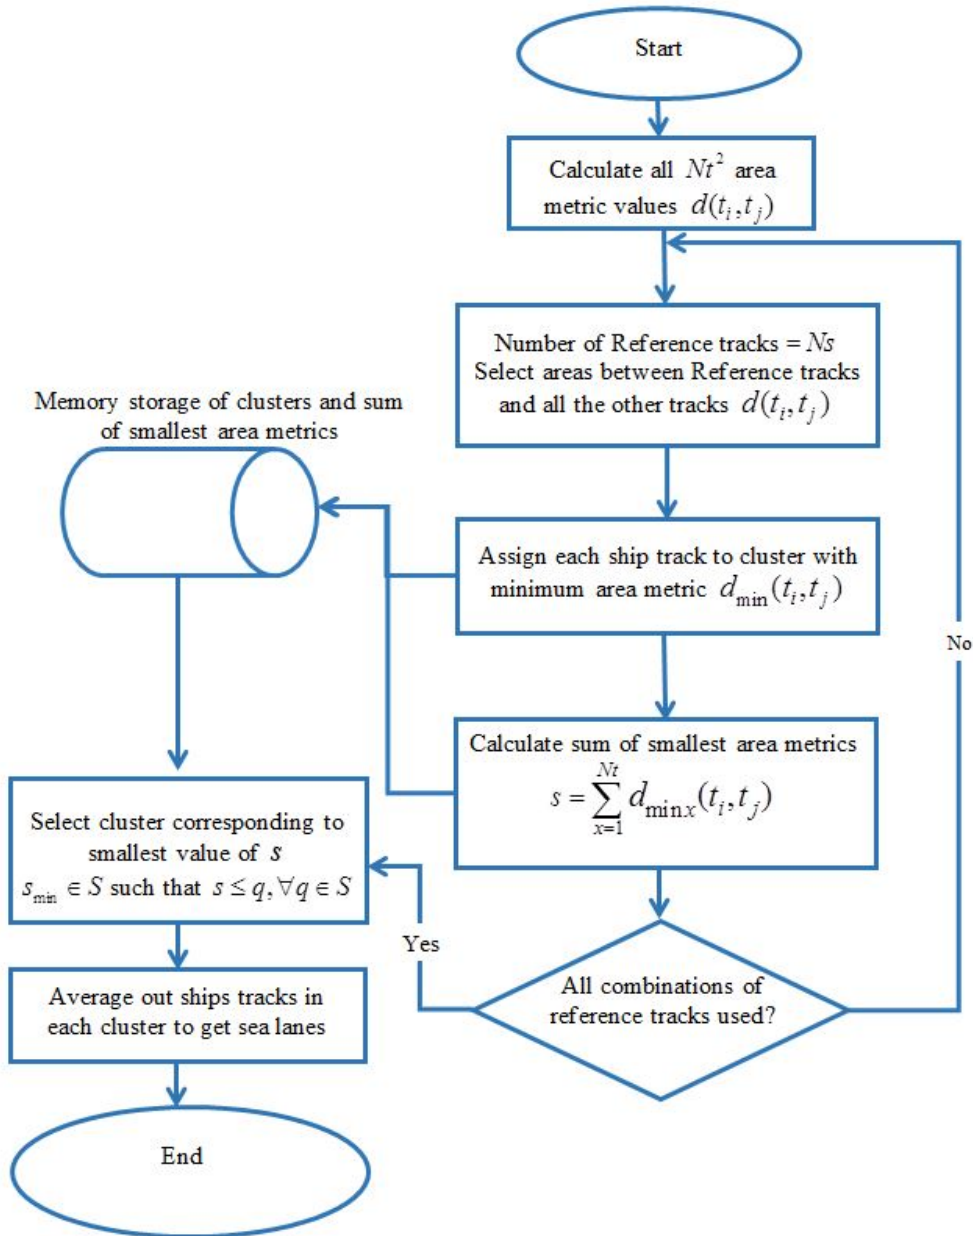 Start
Calculate all Nt² area
metric values d(tᵢ,tⱼ)
Number of Reference tracks = Ns
Select areas between Reference tracks
and all the other tracks d(tᵢ,tⱼ)
Memory storage of clusters and sum
of smallest area metrics
Assign each ship track to cluster with
minimum area metric d_min(tᵢ,tⱼ)
No
Calculate sum of smallest area metrics
s = ∑_{x=1}^{Nt} d_{min x}(tᵢ,tⱼ)
Select cluster corresponding to
smallest value of s
s_min ∈ S such that s ≤ q, ∀q ∈ S
Yes
All combinations of
reference tracks used?
Average out ships tracks in
each cluster to get sea lanes
End